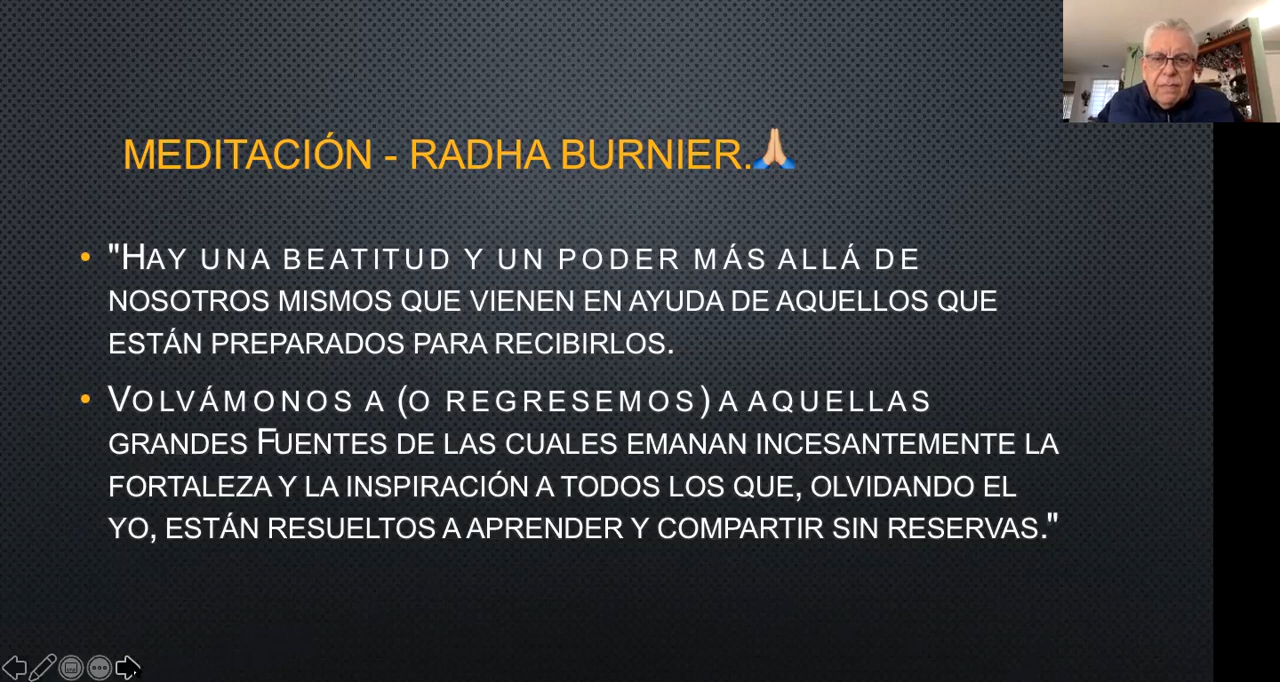 MEDITACIÓN - RADHA BURNIER.🙏
• "HAY UNA BEATITUD Y UN PODER MÁS ALLÁ DE
NOSOTROS MISMOS QUE VIENEN EN AYUDA DE AQUELLOS QUE
ESTÁN PREPARADOS PARA RECIBIRLOS.
• VOLVÁMONOS A (O REGRESEMOS) A AQUELLAS
GRANDES FUENTES DE LAS CUALES EMANAN INCESANTEMENTE LA
FORTALEZA Y LA INSPIRACIÓN A TODOS LOS QUE, OLVIDANDO EL
YO, ESTÁN RESUELTOS A APRENDER Y COMPARTIR SIN RESERVAS."